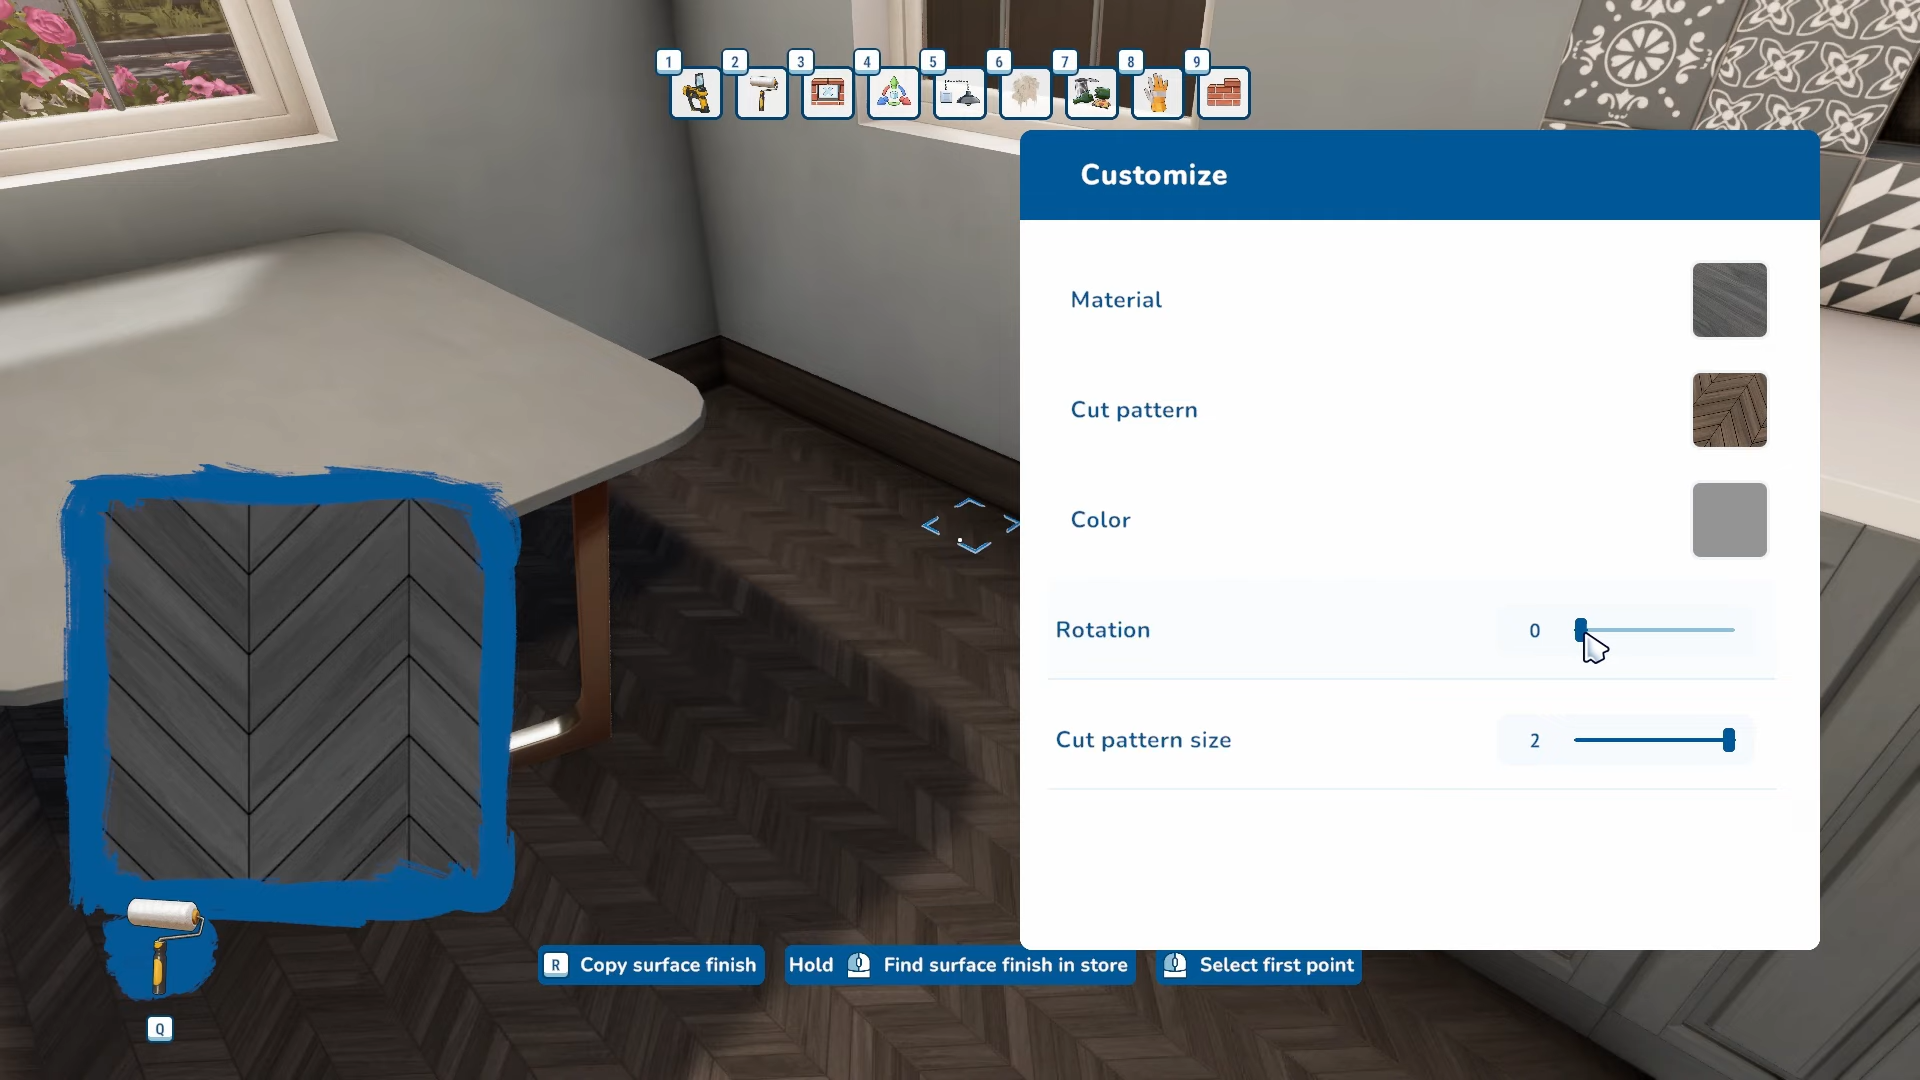 1 2 3 4 5 6 7 8 9
Customize
Material
Cut pattern
Color
Rotation 0
Cut pattern size 2
R Copy surface finish Hold Find surface finish in store Select first point
Q